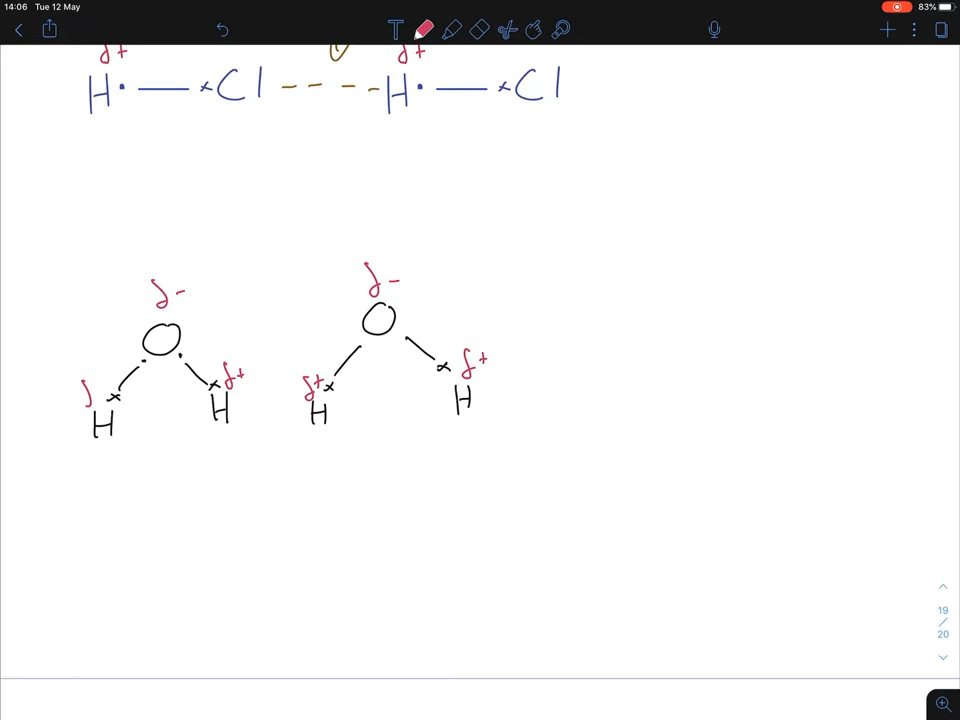 14:06 Tue 12 May 83%
T
δ+ δ+
H · — × Cl - - - - H · — × Cl
δ- δ-
O O
δ δ+ δ+ δ+
× × × ×
H H H H
19
/
20